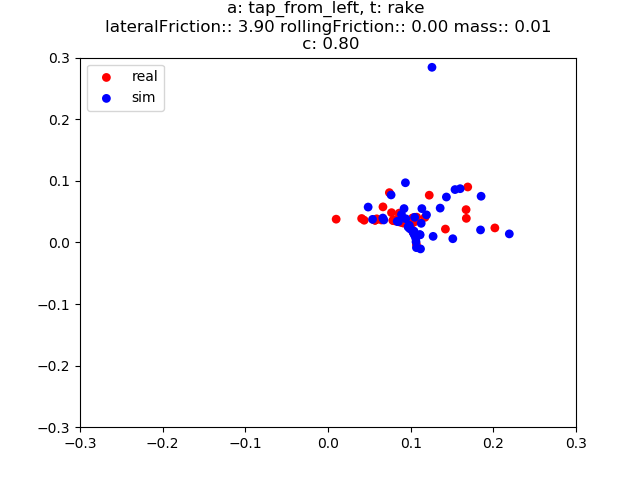 a: tap_from_left, t: rake
lateralFriction:: 3.90 rollingFriction:: 0.00 mass:: 0.01
c: 0.80
real
sim
0.3
0.2
0.1
0.0
−0.1
−0.2
−0.3
−0.3
−0.2
−0.1
0.0
0.1
0.2
0.3